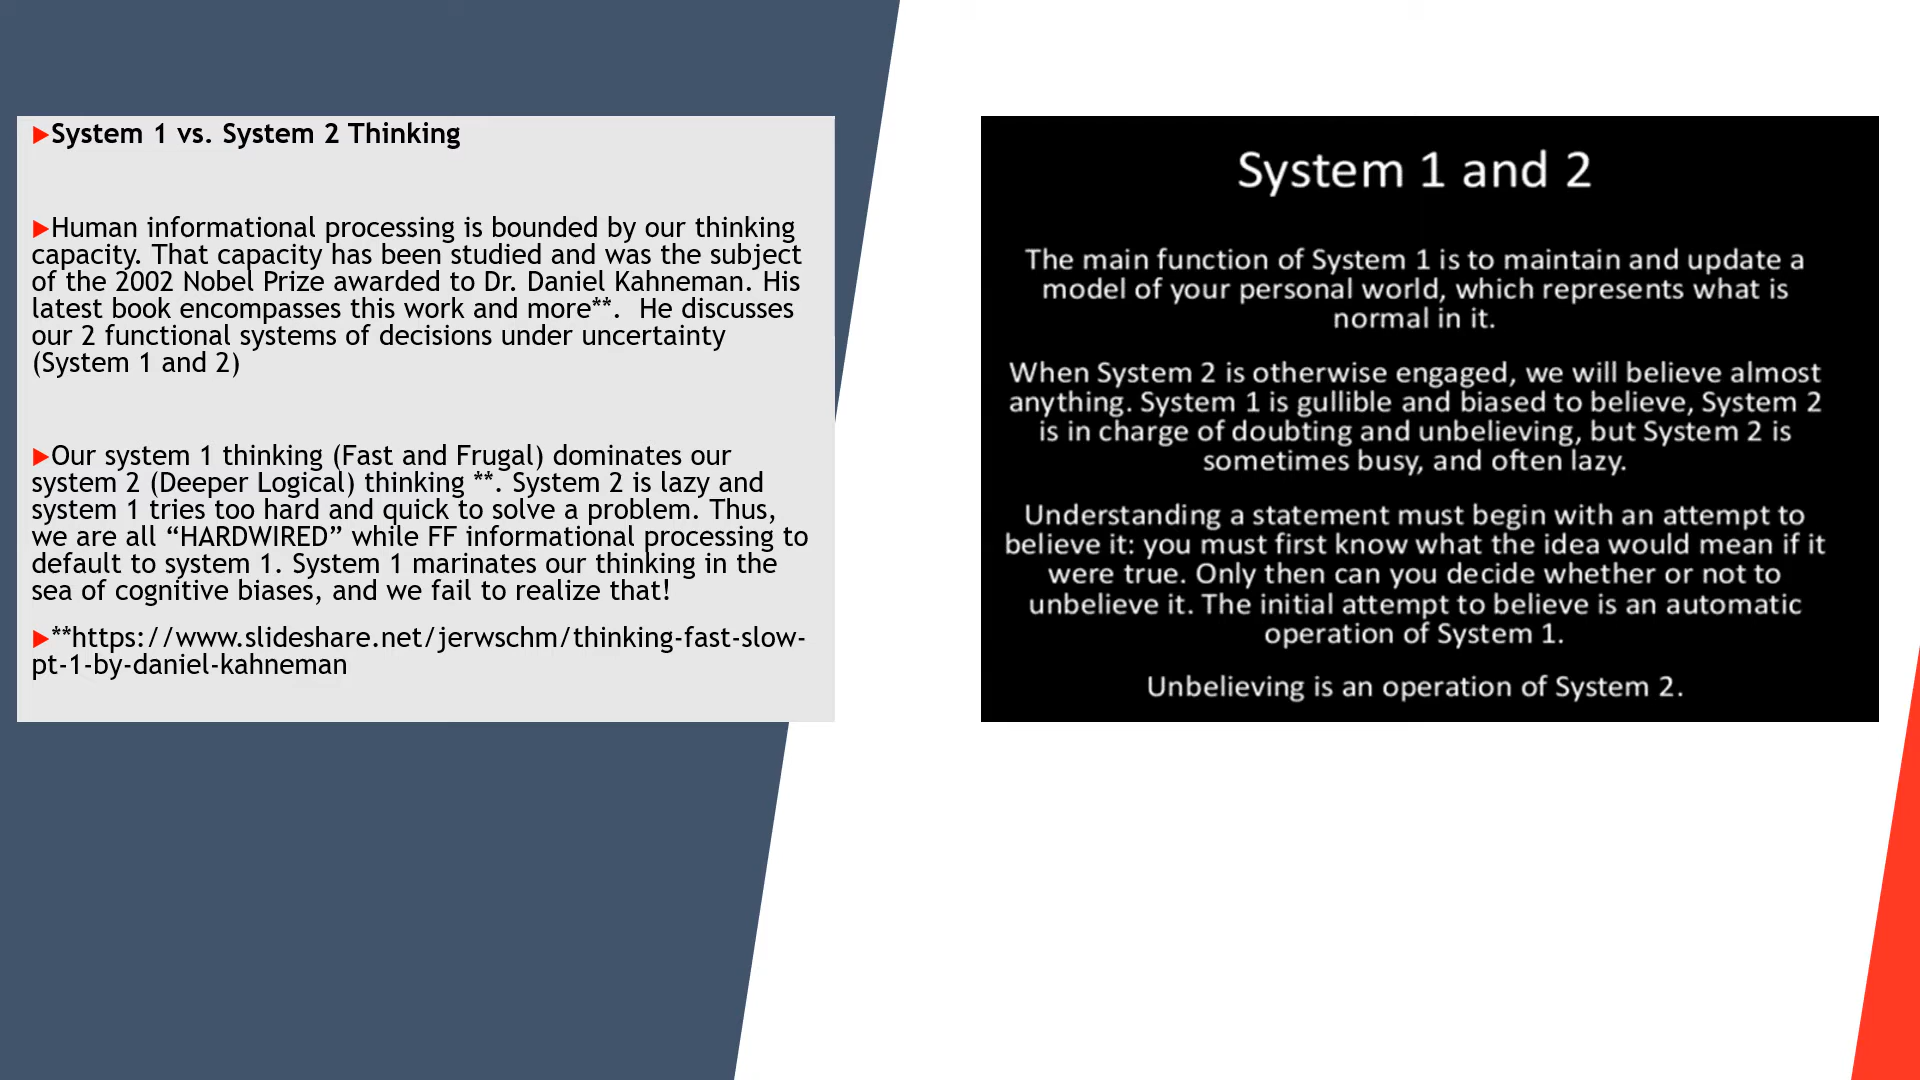 ▶System 1 vs. System 2 Thinking
▶Human informational processing is bounded by our thinking
capacity. That capacity has been studied and was the subject
of the 2002 Nobel Prize awarded to Dr. Daniel Kahneman. His
latest book encompasses this work and more**.  He discusses
our 2 functional systems of decisions under uncertainty
(System 1 and 2)
▶Our system 1 thinking (Fast and Frugal) dominates our
system 2 (Deeper Logical) thinking **. System 2 is lazy and
system 1 tries too hard and quick to solve a problem. Thus,
we are all “HARDWIRED” while FF informational processing to
default to system 1. System 1 marinates our thinking in the
sea of cognitive biases, and we fail to realize that!
▶**https://www.slideshare.net/jerwschm/thinking-fast-slow-
pt-1-by-daniel-kahneman
System 1 and 2
The main function of System 1 is to maintain and update a
model of your personal world, which represents what is
normal in it.
When System 2 is otherwise engaged, we will believe almost
anything. System 1 is gullible and biased to believe, System 2
is in charge of doubting and unbelieving, but System 2 is
sometimes busy, and often lazy.
Understanding a statement must begin with an attempt to
believe it: you must first know what the idea would mean if it
were true. Only then can you decide whether or not to
unbelieve it. The initial attempt to believe is an automatic
operation of System 1.
Unbelieving is an operation of System 2.